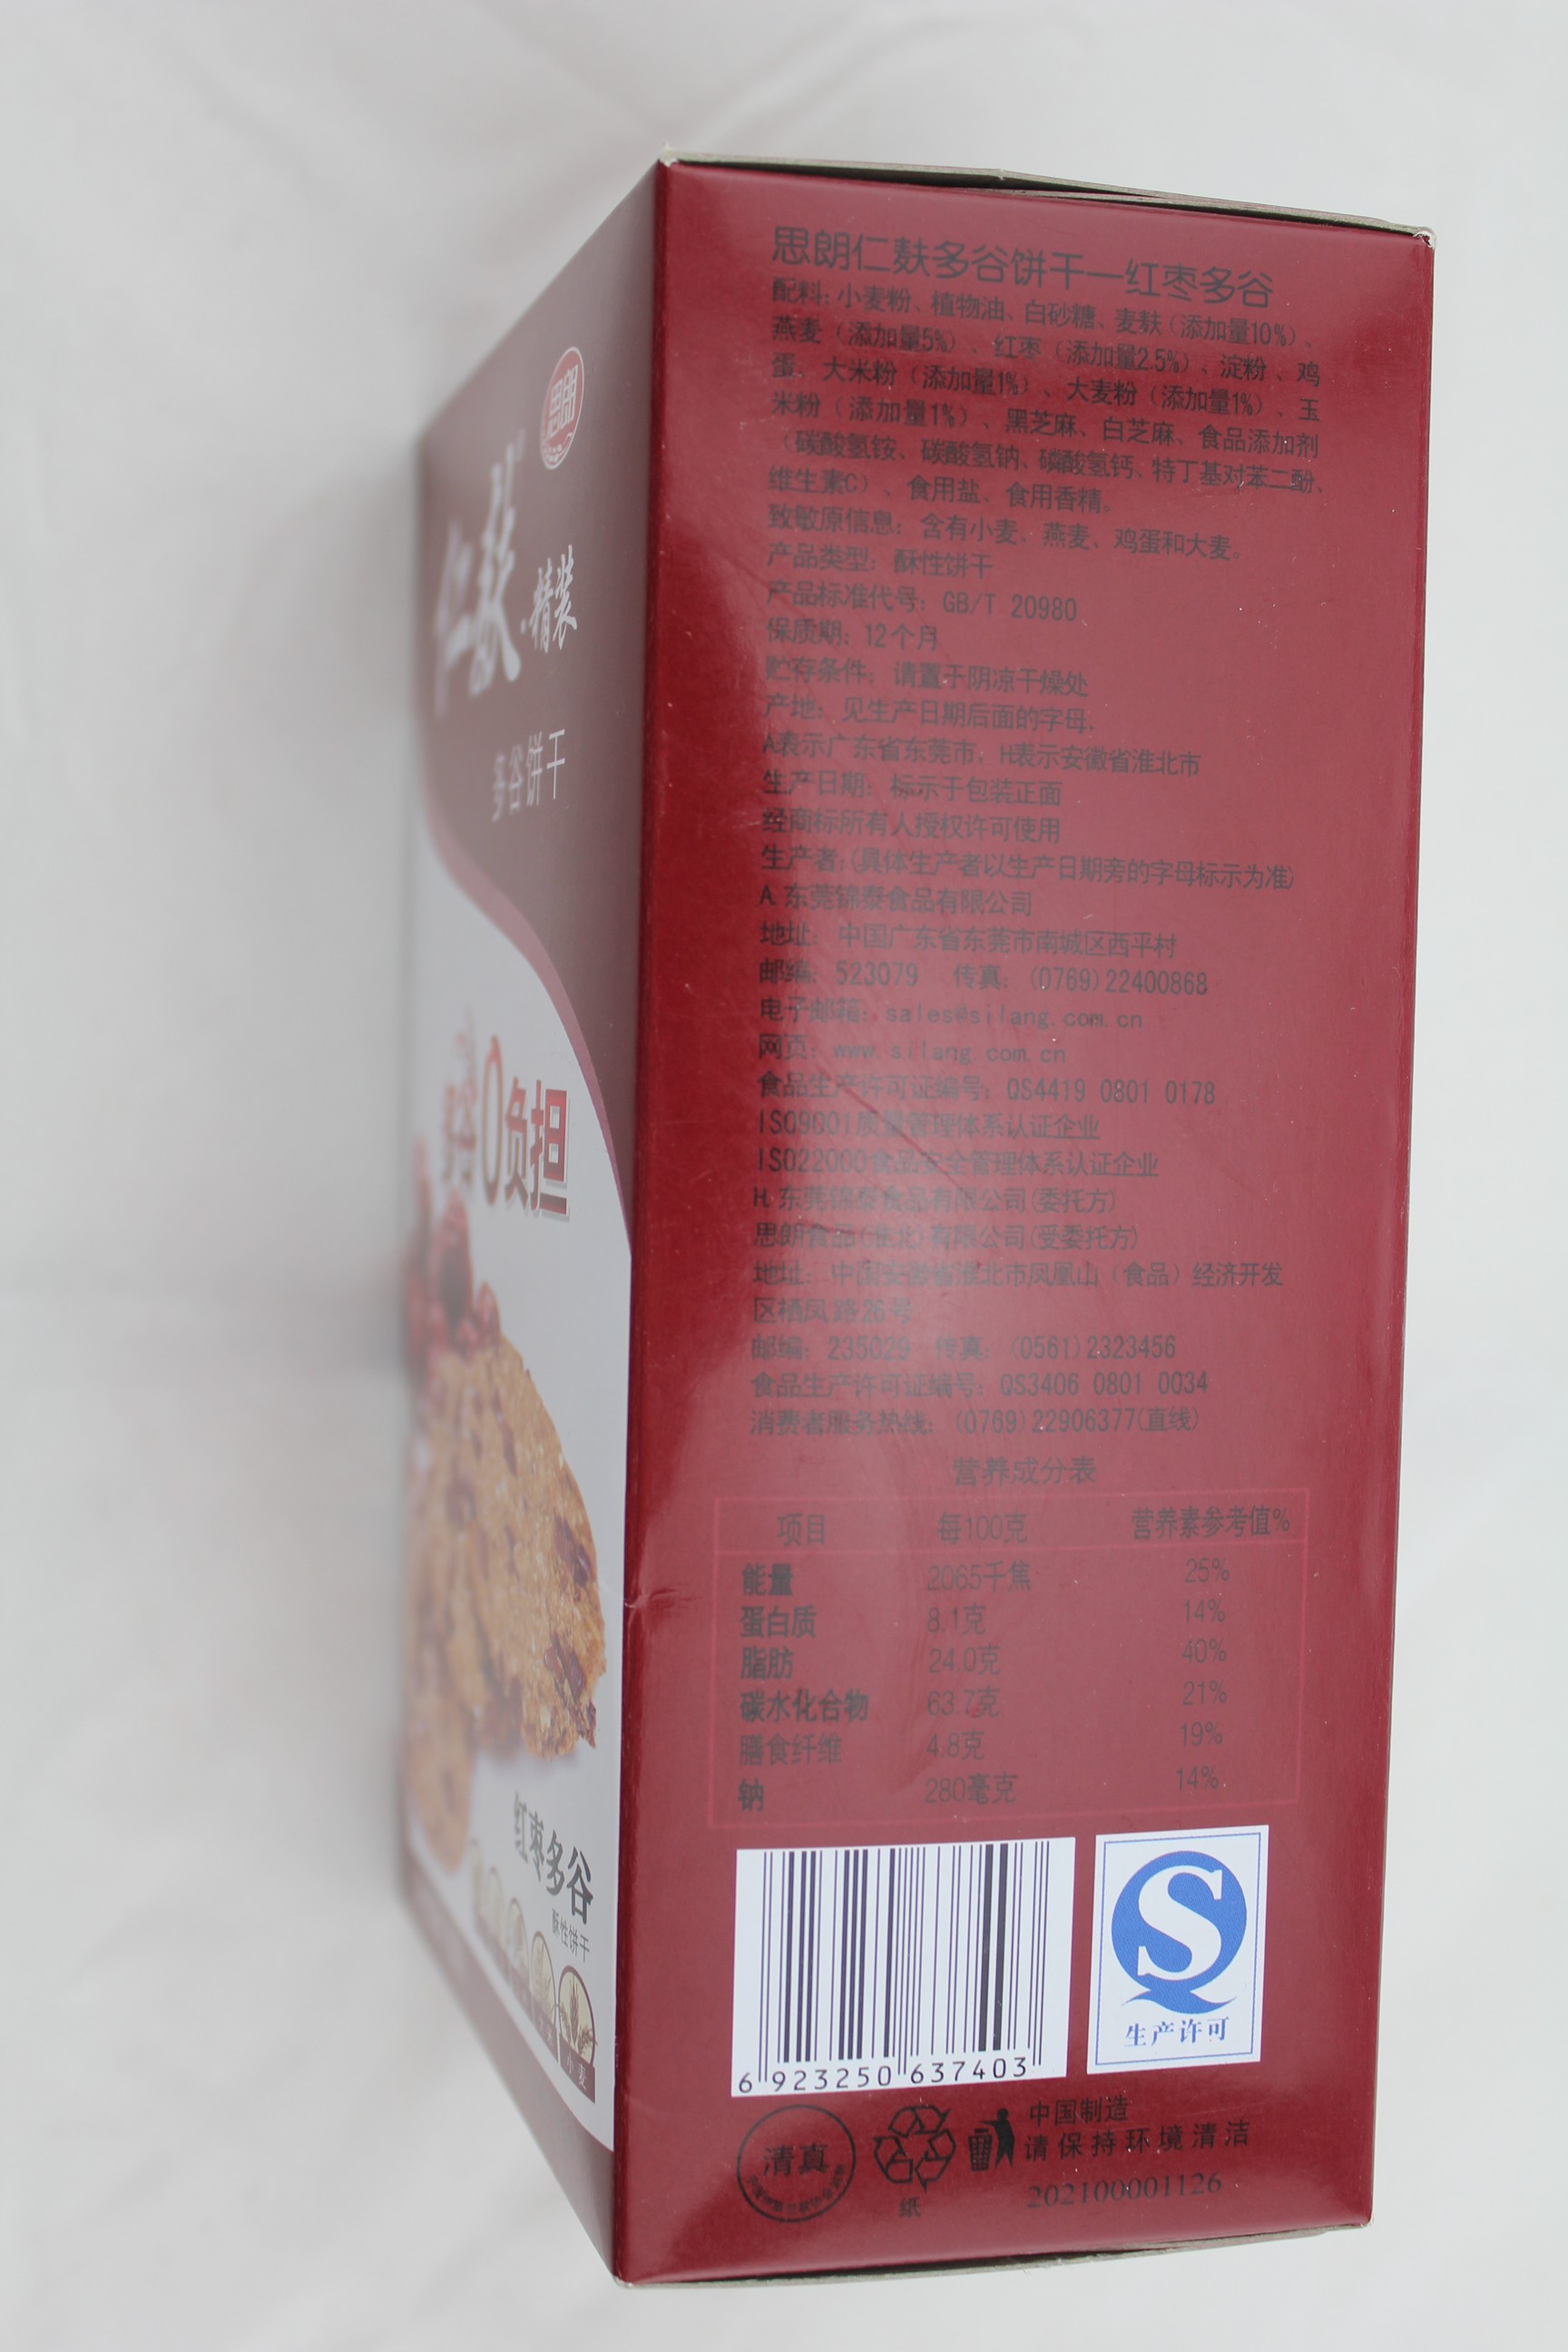 思朗仁麸多谷饼干—红枣多谷
配料：小麦粉、植物油、白砂糖、麦麸（添加量10%）、
燕麦（添加量5%）、红枣（添加量2.5%）、淀粉、鸡
蛋、大米粉（添加量1%）、大麦粉（添加量1%）、玉
米粉（添加量1%）、黑芝麻、白芝麻、食品添加剂
（碳酸氢铵、碳酸氢钠、磷酸氢钙、特丁基对苯二酚、
维生素C）、食用盐、食用香精。
致敏原信息：含有小麦、燕麦、鸡蛋和大麦。
产品类型：酥性饼干
产品标准代号：GB/T 20980
保质期：12个月
贮存条件：请置于阴凉干燥处
产地：见生产日期后面的字母，
A表示广东省东莞市；H表示安徽省淮北市
生产日期：标示于包装正面
经商标所有人授权许可使用
生产者：(具体生产者以生产日期旁的字母标示为准)
A.东莞锦泰食品有限公司
地址：中国广东省东莞市南城区西平村
邮编：523079 传真：(0769)22400868
电子邮箱：sales@silang.com.cn
网页：www.silang.com.cn
食品生产许可证编号：QS4419 0801 0178
ISO9001质量管理体系认证企业
ISO22000食品安全管理体系认证企业
H.东莞锦泰食品有限公司(委托方)
思朗食品(淮北)有限公司(受委托方)
地址：中国安徽省淮北市凤凰山（食品）经济开发
区栖凤路26号
邮编：235029 传真：(0561)2323456
食品生产许可证编号：QS3406 0801 0034
消费者服务热线：(0769)22906377(直线)
营养成分表
项目 每100克 营养素参考值%
能量 2065千焦 25%
蛋白质 8.1克 14%
脂肪 24.0克 40%
碳水化合物 63.7克 21%
膳食纤维 4.8克 19%
钠 280毫克 14%
6 923250 637403
生产许可
清真
纸
中国制造
请保持环境清洁
202100001126
思朗
仁麸·精装
多谷饼干
0负担
红枣多谷
酥性饼干
小麦